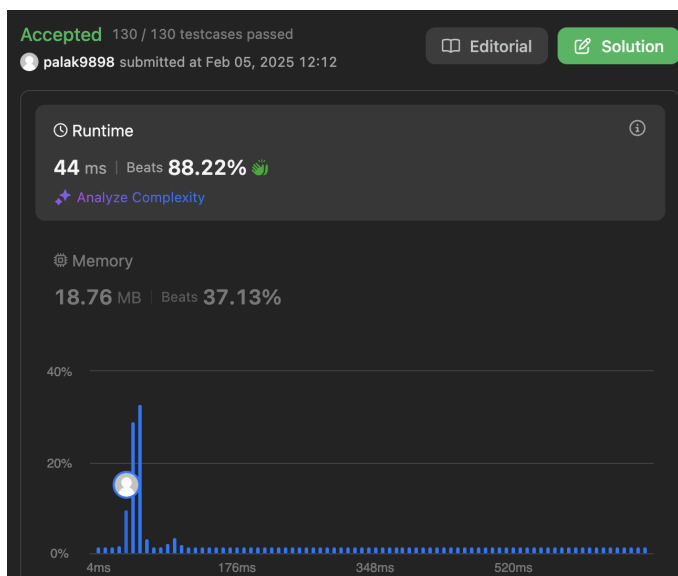 Accepted 130 / 130 testcases passed
palak9898 submitted at Feb 05, 2025 12:12
Editorial
Solution
Runtime
44 ms | Beats 88.22%
Analyze Complexity
Memory
18.76 MB | Beats 37.13%
40%
20%
0%
4ms 176ms 348ms 520ms